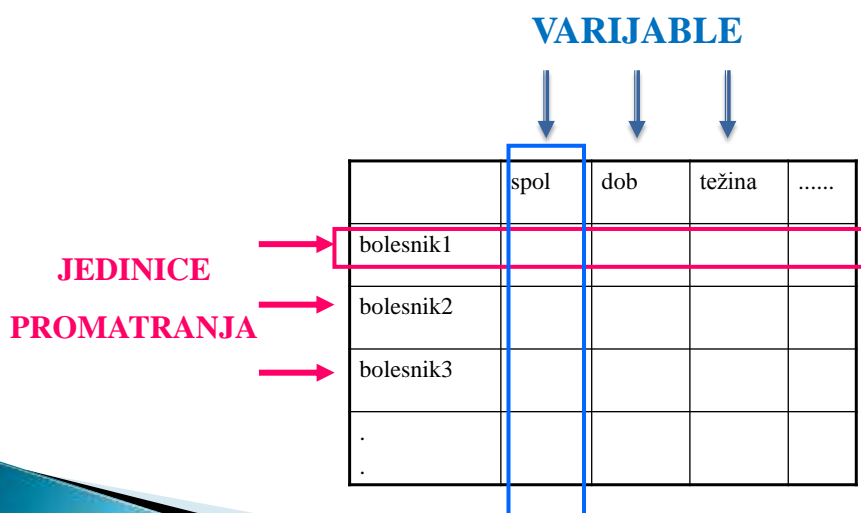 VARIJABLE
spol dob težina ......
bolesnik1
JEDINICE
PROMATRANJA
bolesnik2
bolesnik3
.
.